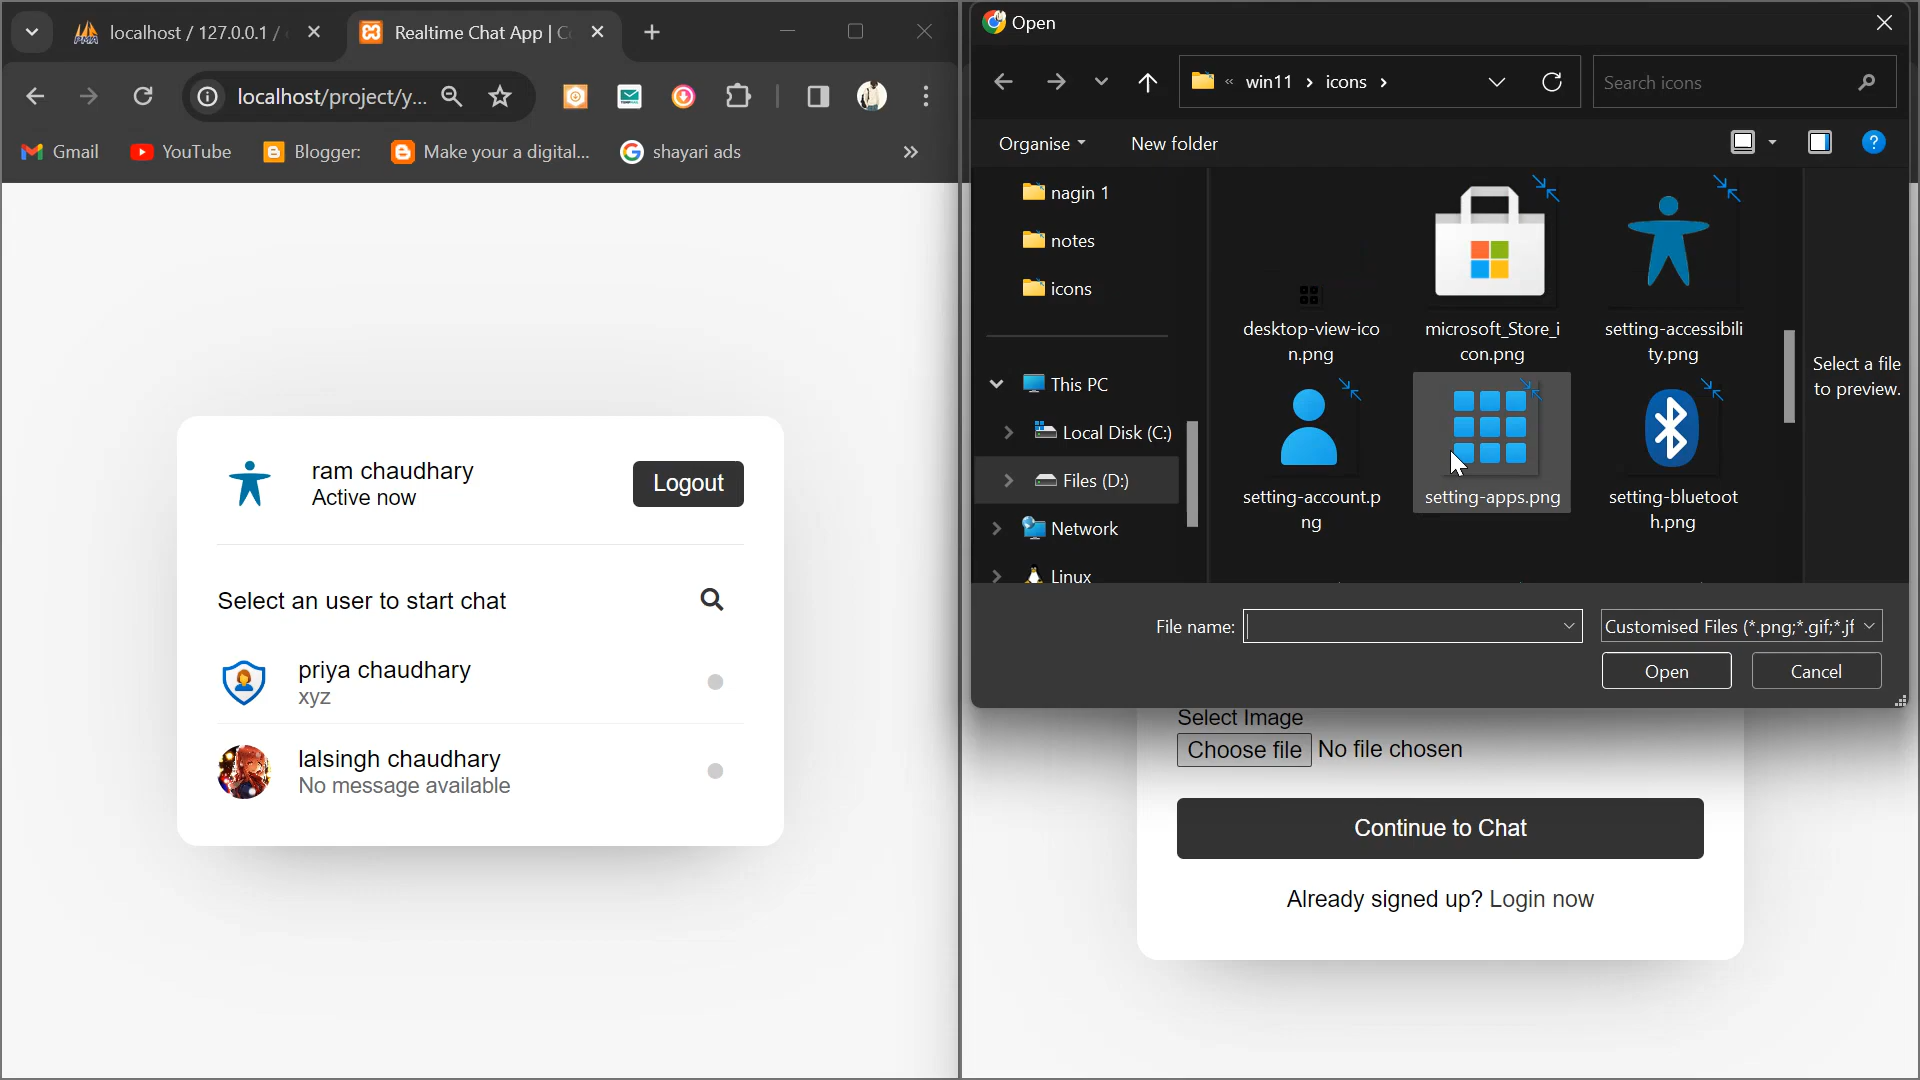 localhost / 127.0.0.1 /
Realtime Chat App |
localhost/project/y...
Gmail
YouTube
Blogger:
Make your a digital...
shayari ads
ram chaudhary
Active now
Logout
Select an user to start chat
priya chaudhary
xyz
lalsingh chaudhary
No message available
Open
« win11 › icons ›
Search icons
Organise
New folder
nagin 1
notes
icons
This PC
Local Disk (C:)
Files (D:)
Network
Linux
desktop-view-ico
n.png
microsoft_Store_i
con.png
setting-accessibili
ty.png
setting-account.p
ng
setting-apps.png
setting-bluetoot
h.png
Select a file
to preview.
File name:
Customised Files (*.png;*.gif;*.jf
Open
Cancel
Select Image
Choose file No file chosen
Continue to Chat
Already signed up? Login now